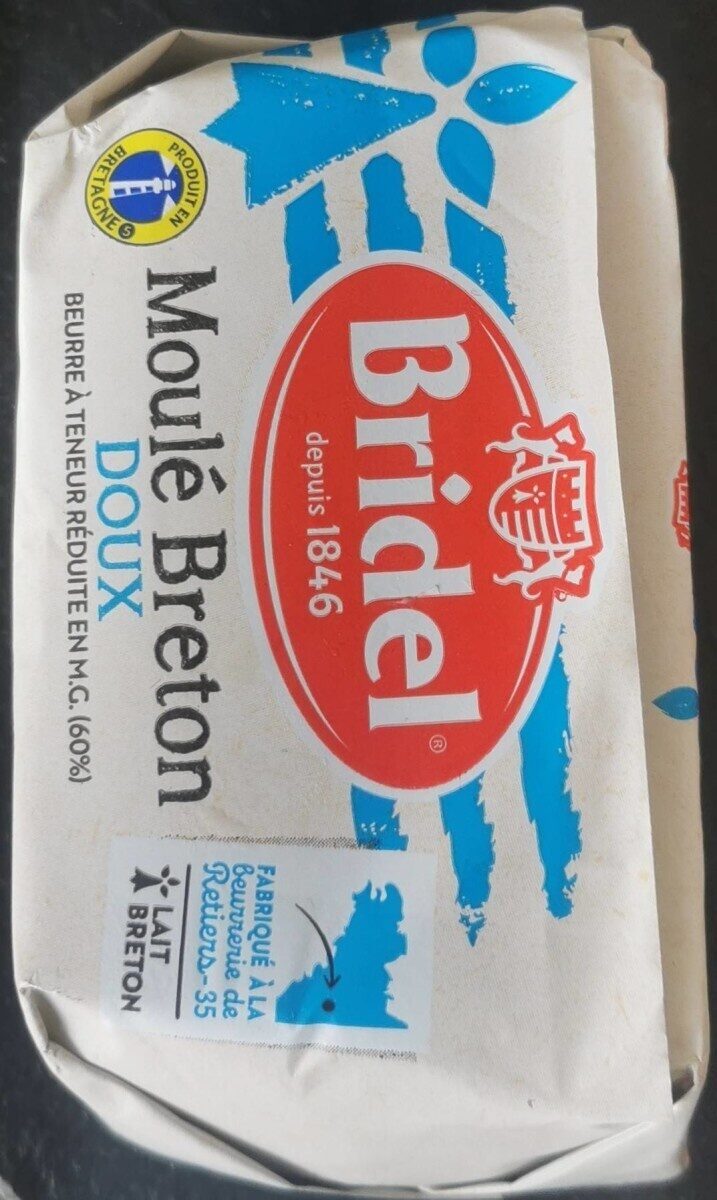 Bridel®
depuis 1846
PRODUIT EN
BRETAGNE
Moulé Breton
DOUX
BEURRE À TENEUR RÉDUITE EN M.G. (60%)
FABRIQUÉ À LA
Beurrerie de
Retiers-35
LAIT
BRETON